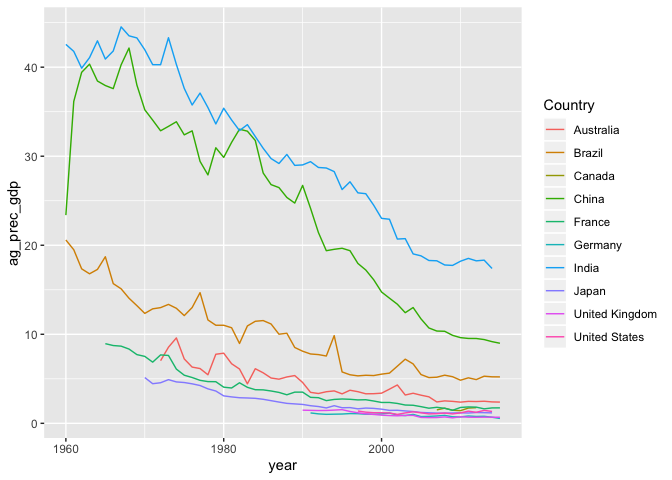 ag_prec_gdp
40
30
20
10
0
1960
1980
2000
year
Country
Australia
Brazil
Canada
China
France
Germany
India
Japan
United Kingdom
United States